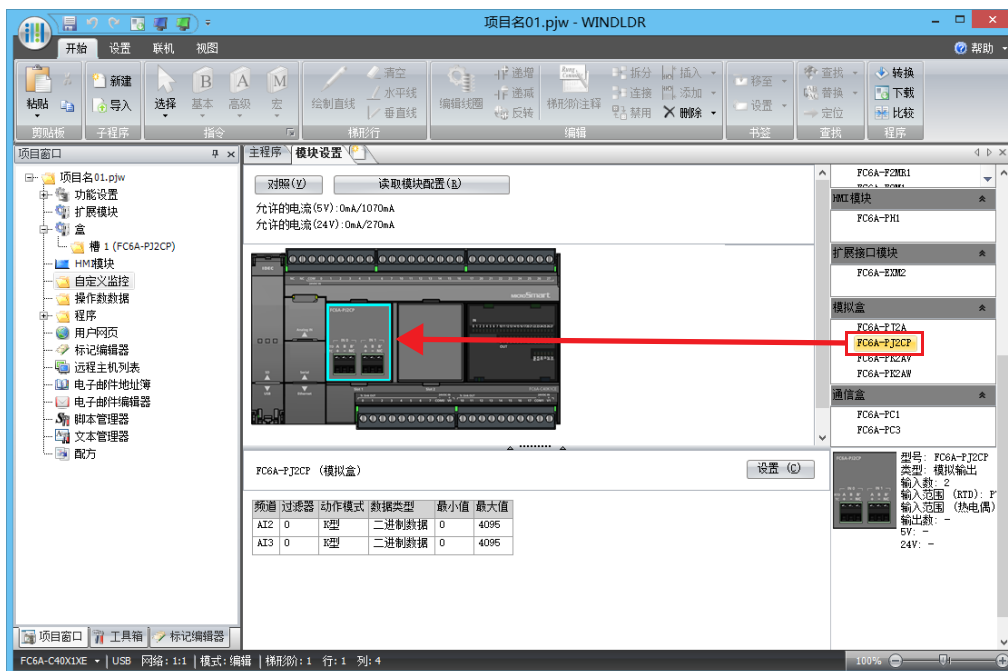 项目名01.pjw - WINDLDR
开始 设置 联机 视图 帮助
粘贴 新建 导入 选择 基本 高级 宏 绘制直线 清空 水平线 垂直线 编辑线圈 递增 递减 反转 梯形阶注释 拆分 连接 禁用 插入 添加 删除 移至 设置 查找 替换 定位 转换 下载 比较
剪贴板 子程序 指令 梯形行 编辑 书签 查找 程序
项目窗口
项目名01.pjw
功能设置
扩展模块
盒
槽 1 (FC6A-PJ2CP)
HMI模块
自定义监控
操作数数据
程序
用户网页
标记编辑器
远程主机列表
电子邮件地址簿
电子邮件编辑器
脚本管理器
文本管理器
配方
项目窗口 工具箱 标记编辑器
主程序 模块设置
对照(Y) 读取模块配置(R)
允许的电流(5V):0mA/1070mA
允许的电流(24V):0mA/270mA
FC6A-PJ2CP (模拟盒)
设置 (C)
频道 过滤器 动作模式 数据类型 最小值 最大值
AI2 0 K型 二进制数据 0 4095
AI3 0 K型 二进制数据 0 4095
FC6A-F2MR1
HMI模块
FC6A-PH1
扩展接口模块
FC6A-EXM2
模拟盒
FC6A-PJ2A
FC6A-PJ2CP
FC6A-PK2AV
FC6A-PK2AW
通信盒
FC6A-PC1
FC6A-PC3
型号: FC6A-PJ2CP
类型: 模拟输出
输入数: 2
输入范围 (RTD): P
输入范围 (热电偶)
输出数: -
5V: -
24V: -
FC6A-C40X1XE USB 网络: 1:1 模式: 编辑 梯形阶: 1 行: 1 列: 4 100%